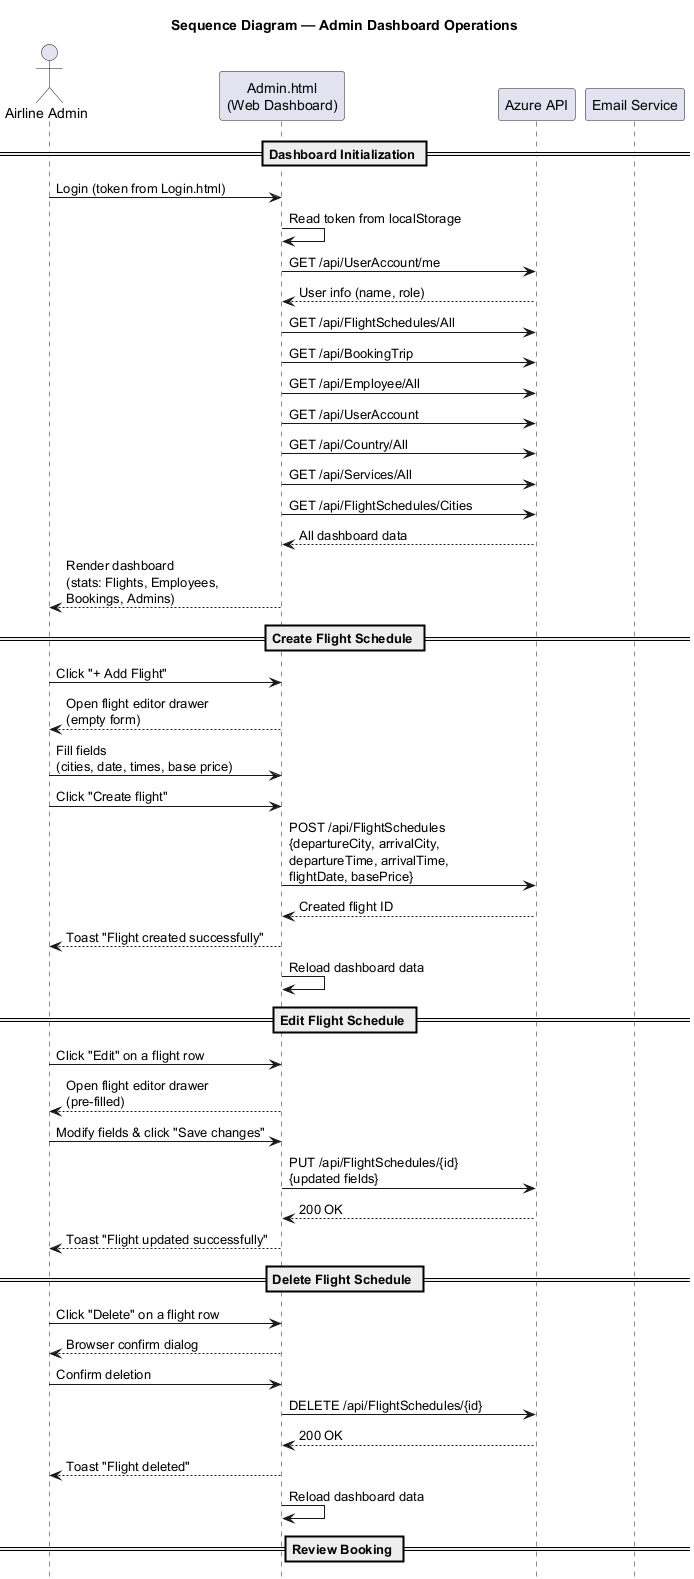 Sequence Diagram — Admin Dashboard Operations
Airline Admin
Admin.html
(Web Dashboard)
Azure API
Email Service
Dashboard Initialization
Login (token from Login.html)
Read token from localStorage
GET /api/UserAccount/me
User info (name, role)
GET /api/FlightSchedules/All
GET /api/BookingTrip
GET /api/Employee/All
GET /api/UserAccount
GET /api/Country/All
GET /api/Services/All
GET /api/FlightSchedules/Cities
All dashboard data
Render dashboard
(stats: Flights, Employees,
Bookings, Admins)
Create Flight Schedule
Click "+ Add Flight"
Open flight editor drawer
(empty form)
Fill fields
(cities, date, times, base price)
Click "Create flight"
POST /api/FlightSchedules
{departureCity, arrivalCity,
departureTime, arrivalTime,
flightDate, basePrice}
Created flight ID
Toast "Flight created successfully"
Reload dashboard data
Edit Flight Schedule
Click "Edit" on a flight row
Open flight editor drawer
(pre-filled)
Modify fields & click "Save changes"
PUT /api/FlightSchedules/{id}
{updated fields}
200 OK
Toast "Flight updated successfully"
Delete Flight Schedule
Click "Delete" on a flight row
Browser confirm dialog
Confirm deletion
DELETE /api/FlightSchedules/{id}
200 OK
Toast "Flight deleted"
Reload dashboard data
Review Booking